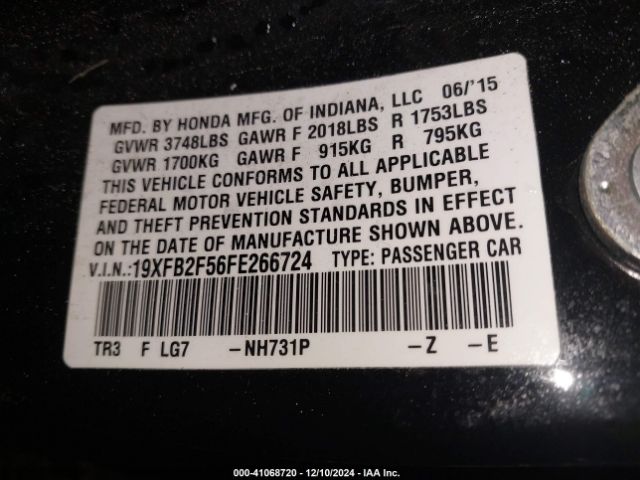 MFD. BY HONDA MFG. OF INDIANA, LLC 06/'15
GVWR 3748LBS GAWR F 2018LBS R 1753LBS
GVWR 1700KG GAWR F 915KG R 795KG
THIS VEHICLE CONFORMS TO ALL APPLICABLE
FEDERAL MOTOR VEHICLE SAFETY, BUMPER,
AND THEFT PREVENTION STANDARDS IN EFFECT
ON THE DATE OF MANUFACTURE SHOWN ABOVE.
V.I.N.:19XFB2F56FE266724 TYPE: PASSENGER CAR
TR3 F LG7 –NH731P –Z –E
000-41068720 – 12/10/2024 – IAA Inc.